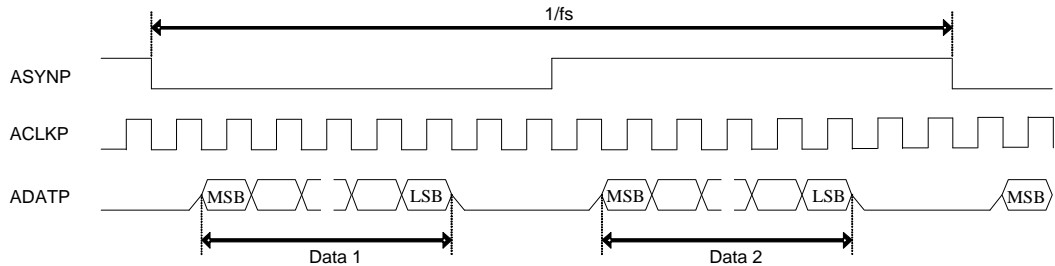 1/fs
ASYNP
ACLKP
ADATP MSB LSB MSB LSB MSB
Data 1 Data 2